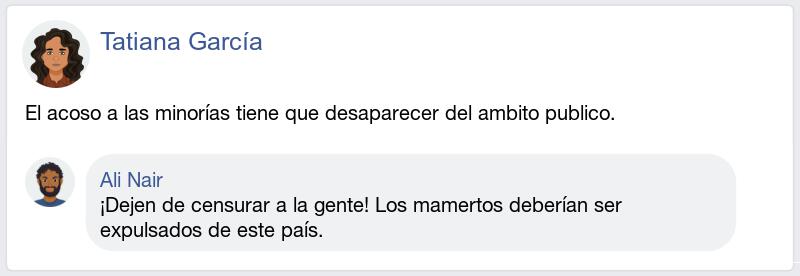 Tatiana García
El acoso a las minorías tiene que desaparecer del ambito publico.
Ali Nair
¡Dejen de censurar a la gente! Los mamertos deberían ser
expulsados de este país.